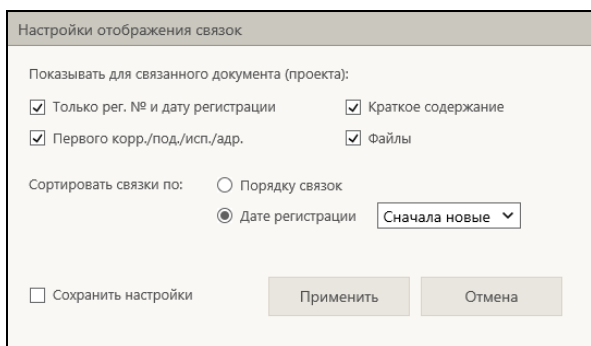 Настройки отображения связок
Показывать для связанного документа (проекта):
Только рег. № и дату регистрации Краткое содержание
Первого корр./под./исп./адр. Файлы
Сортировать связки по: Порядку связок
Дате регистрации Сначала новые
Сохранить настройки Применить Отмена